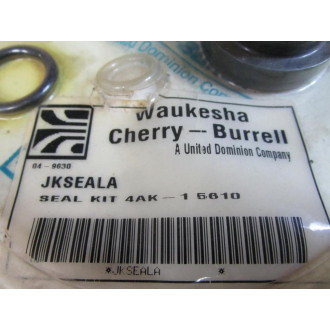 Waukesha
Cherry-Burrell
A United Dominion Company
04-9630
JKSEALA
SEAL KIT 4AK-1 5610
*JKSEALA *